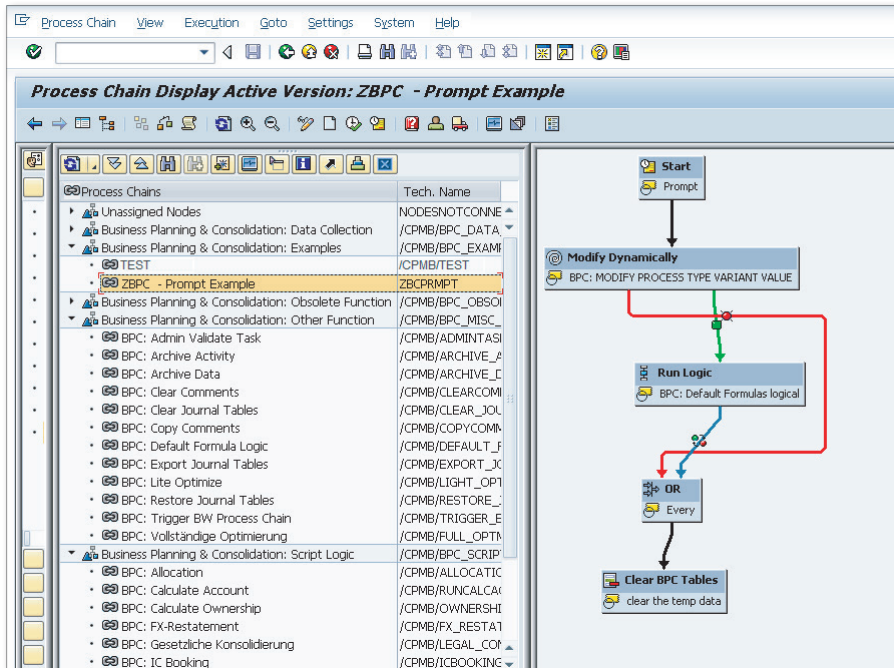 Process Chain View Execution Goto Settings System Help
Process Chain Display Active Version: ZBPC - Prompt Example
Process Chains Tech. Name
Unassigned Nodes NODESNOTCONNE
Business Planning & Consolidation: Data Collection /CPMB/BPC_DATA_
Business Planning & Consolidation: Examples /CPMB/BPC_EXAMP
TEST /CPMB/TEST
ZBPC - Prompt Example ZBCPRMPT
Business Planning & Consolidation: Obsolete Function /CPMB/BPC_OBSO
Business Planning & Consolidation: Other Function /CPMB/BPC_MISC_
BPC: Admin Validate Task /CPMB/ADMINTAS
BPC: Archive Activity /CPMB/ARCHIVE_A
BPC: Archive Data /CPMB/ARCHIVE_D
BPC: Clear Comments /CPMB/CLEARCOM
BPC: Clear Journal Tables /CPMB/CLEAR_JOU
BPC: Copy Comments /CPMB/COPYCOMM
BPC: Default Formula Logic /CPMB/DEFAULT_F
BPC: Export Journal Tables /CPMB/EXPORT_JO
BPC: Lite Optimize /CPMB/LIGHT_OPT
BPC: Restore Journal Tables /CPMB/RESTORE_
BPC: Trigger BW Process Chain /CPMB/TRIGGER_E
BPC: Vollständige Optimierung /CPMB/FULL_OPTM
Business Planning & Consolidation: Script Logic /CPMB/BPC_SCRIP
BPC: Allocation /CPMB/ALLOCATIO
BPC: Calculate Account /CPMB/RUNCALCAC
BPC: Calculate Ownership /CPMB/OWNERSHI
BPC: FX-Restatement /CPMB/FX_RESTAT
BPC: Gesetzliche Konsolidierung /CPMB/LEGAL_CON
BPC: IC Booking /CPMB/ICBOOKING
Start
Prompt
Modify Dynamically
BPC: MODIFY PROCESS TYPE VARIANT VALUE
Run Logic
BPC: Default Formulas logical
OR
Every
Clear BPC Tables
clear the temp data